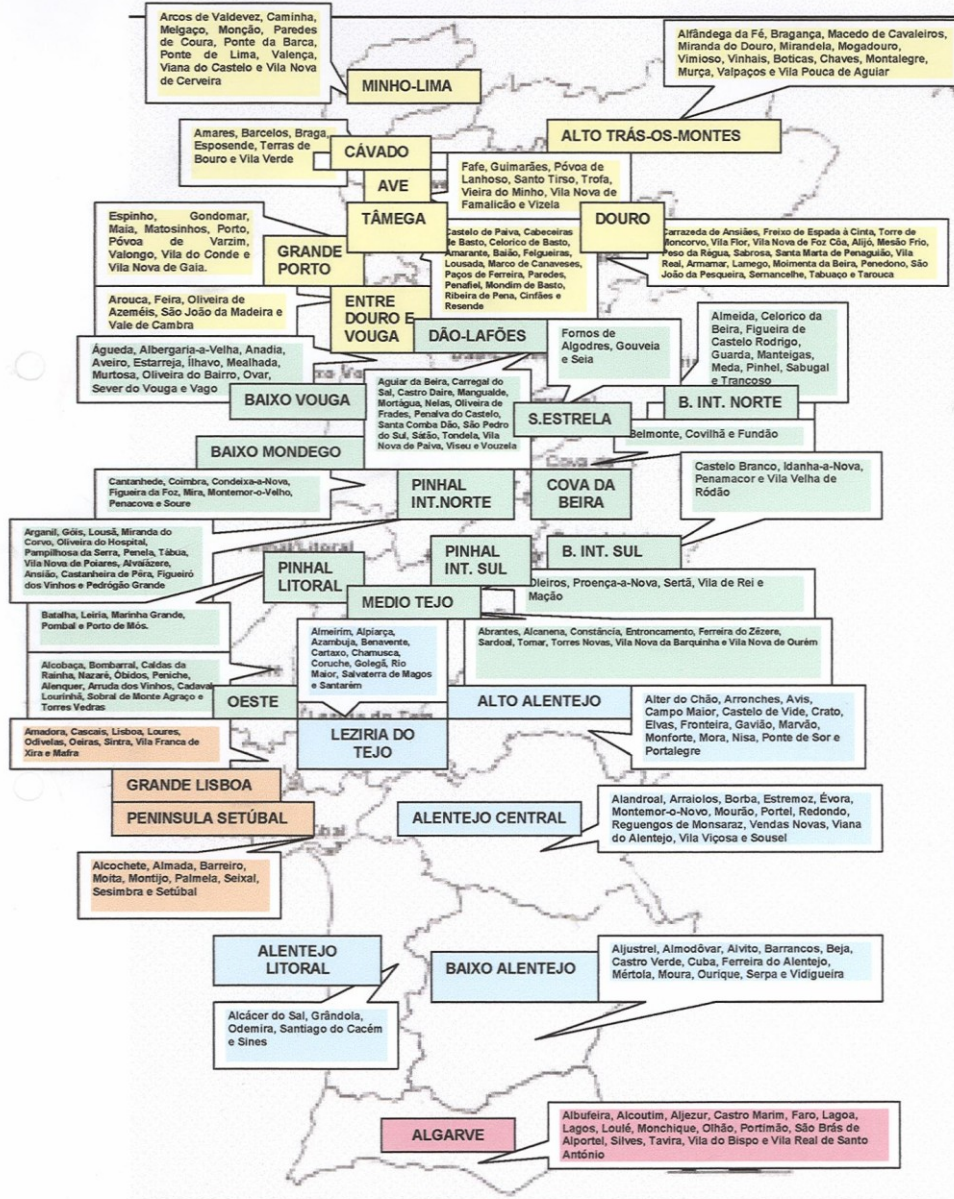 Arcos de Valdevez, Caminha,
Melgaço, Monção, Paredes
de Coura, Ponte da Barca,
Ponte de Lima, Valença,
Viana do Castelo e Vila Nova
de Cerveira
MINHO-LIMA
Alfândega da Fé, Bragança, Macedo de Cavaleiros,
Miranda do Douro, Mirandela, Mogadouro,
Vimioso, Vinhais, Boticas, Chaves, Montalegre,
Murça, Valpaços e Vila Pouca de Aguiar
ALTO TRÁS-OS-MONTES
Amares, Barcelos, Braga,
Esposende, Terras de
Bouro e Vila Verde
CÁVADO
AVE
Fafe, Guimarães, Póvoa de
Lanhoso, Santo Tirso, Trofa,
Vieira do Minho, Vila Nova de
Famalicão e Vizela
TÂMEGA
DOURO
Espinho, Gondomar,
Maia, Matosinhos, Porto,
Póvoa de Varzim,
Valongo, Vila do Conde e
Vila Nova de Gaia.
GRANDE
PORTO
Castelo de Paiva, Cabeceiras
de Basto, Celorico de Basto,
Amarante, Baião, Felgueiras,
Lousada, Marco de Canaveses,
Paços de Ferreira, Paredes,
Penafiel, Mondim de Basto,
Ribeira de Pena, Cinfães e
Resende
Carrazeda de Ansiães, Freixo de Espada à Cinta, Torre de
Moncorvo, Vila Flor, Vila Nova de Foz Côa, Alijó, Mesão Frio,
Peso da Régua, Sabrosa, Santa Marta de Penaguião, Vila
Real, Armamar, Lamego, Moimenta da Beira, Penedono, São
João da Pesqueira, Sernancelhe, Tabuaço e Tarouca
Arouca, Feira, Oliveira de
Azeméis, São João da Madeira e
Vale de Cambra
ENTRE
DOURO E
VOUGA
DÃO-LAFÕES
Fornos de
Algodres, Gouveia
e Seia
Almeida, Celorico da
Beira, Figueira de
Castelo Rodrigo,
Guarda, Manteigas,
Meda, Pinhel, Sabugal
e Trancoso
Águeda, Albergaria-a-Velha, Anadia,
Aveiro, Estarreja, Ílhavo, Mealhada,
Murtosa, Oliveira do Bairro, Ovar,
Sever do Vouga e Vago
BAIXO VOUGA
Aguiar da Beira, Carregal do
Sal, Castro Daire, Mangualde,
Mortágua, Nelas, Oliveira de
Frades, Penalva do Castelo,
Santa Comba Dão, São Pedro
do Sul, Sátão, Tondela, Vila
Nova de Paiva, Viseu e Vouzela
S.ESTRELA
B. INT. NORTE
Belmonte, Covilhã e Fundão
BAIXO MONDEGO
Cova da
Castelo Branco, Idanha-a-Nova,
Penamacor e Vila Velha de
Ródão
Cantanhede, Coimbra, Condeixa-a-Nova,
Figueira da Foz, Mira, Montemor-o-Velho,
Penacova e Soure
PINHAL
INT.NORTE
COVA DA
BEIRA
Arganil, Góis, Lousã, Miranda do
Corvo, Oliveira do Hospital,
Pampilhosa da Serra, Penela, Tábua,
Vila Nova de Poiares, Alvaiázere,
Ansião, Castanheira de Pêra, Figueiró
dos Vinhos e Pedrógão Grande
PINHAL
LITORAL
PINHAL
INT. SUL
B. INT. SUL
Oleiros, Proença-a-Nova, Sertã, Vila de Rei e
Mação
MEDIO TEJO
Batalha, Leiria, Marinha Grande,
Pombal e Porto de Mós.
Almeirim, Alpiarça,
Azambuja, Benavente,
Cartaxo, Chamusca,
Coruche, Golegã, Rio
Maior, Salvaterra de Magos
e Santarém
Abrantes, Alcanena, Constância, Entroncamento, Ferreira do Zêzere,
Sardoal, Tomar, Torres Novas, Vila Nova da Barquinha e Vila Nova de Ourém
Alcobaça, Bombarral, Caldas da
Rainha, Nazaré, Óbidos, Peniche,
Alenquer, Arruda dos Vinhos, Cadaval
Lourinhã, Sobral de Monte Agraço e
Torres Vedras
OESTE
ALTO ALENTEJO
Alter do Chão, Arronches, Avis,
Campo Maior, Castelo de Vide, Crato,
Elvas, Fronteira, Gavião, Marvão,
Monforte, Mora, Nisa, Ponte de Sor e
Portalegre
LEZIRIA DO
TEJO
Amadora, Cascais, Lisboa, Loures,
Odivelas, Oeiras, Sintra, Vila Franca de
Xira e Mafra
GRANDE LISBOA
PENINSULA SETÚBAL
ALENTEJO CENTRAL
Alandroal, Arraiolos, Borba, Estremoz, Évora,
Montemor-o-Novo, Mourão, Portel, Redondo,
Reguengos de Monsaraz, Vendas Novas, Viana
do Alentejo, Vila Viçosa e Sousel
Alcochete, Almada, Barreiro,
Moita, Montijo, Palmela, Seixal,
Sesimbra e Setúbal
ALENTEJO
LITORAL
BAIXO ALENTEJO
Aljustrel, Almodôvar, Alvito, Barrancos, Beja,
Castro Verde, Cuba, Ferreira do Alentejo,
Mértola, Moura, Ourique, Serpa e Vidigueira
Alcácer do Sal, Grândola,
Odemira, Santiago do Cacém
e Sines
ALGARVE
Albufeira, Alcoutim, Aljezur, Castro Marim, Faro, Lagoa,
Lagos, Loulé, Monchique, Olhão, Portimão, São Brás de
Alportel, Silves, Tavira, Vila do Bispo e Vila Real de Santo
António